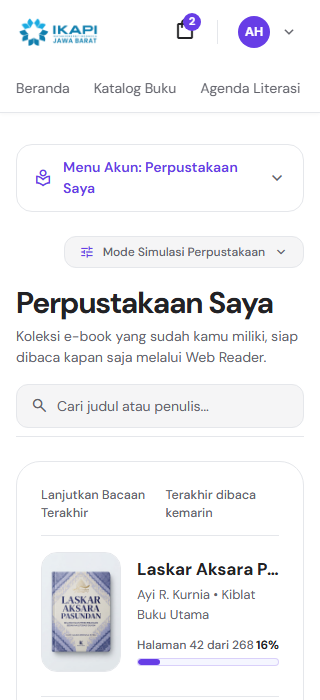 IKAPI
JAWA BARAT
2
AH
Beranda
Katalog Buku
Agenda Literasi
Menu Akun: Perpustakaan
Saya
Mode Simulasi Perpustakaan
Perpustakaan Saya
Koleksi e-book yang sudah kamu miliki, siap
dibaca kapan saja melalui Web Reader.
Cari judul atau penulis...
Lanjutkan Bacaan
Terakhir
Terakhir dibaca
kemarin
LASKAR
AKSARA
PASUNDAN
Laskar Aksara P...
Ayi R. Kurnia • Kiblat
Buku Utama
Halaman 42 dari 268 16%